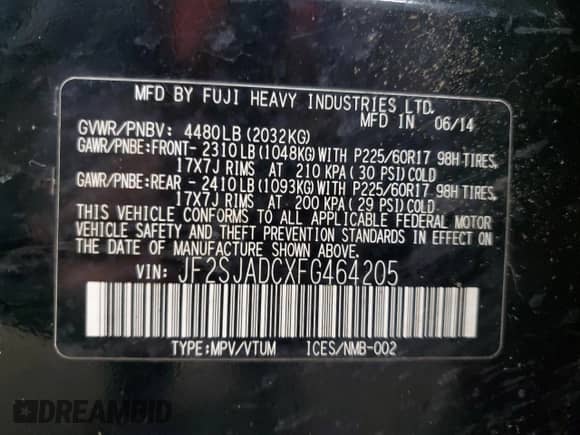 MFD BY FUJI HEAVY INDUSTRIES LTD.
MFD IN 06/14
GVWR/PNBV: 4480LB(2032KG)
GAWR/PNBE:FRONT- 2310LB(1048KG)WITH P225/60R17 98H TIRES,
17X7J RIMS AT 210 KPA(30 PSI)COLD
GAWR/PNBE:REAR - 2410LB(1093KG)WITH P225/60R17 98H TIRES,
17X7J RIMS AT 200 KPA(29 PSI)COLD
THIS VEHICLE CONFORMS TO ALL APPLICABLE FEDERAL MOTOR
VEHICLE SAFETY AND THEFT PREVENTION STANDARDS IN EFFECT ON
THE DATE OF MANUFACTURE SHOWN ABOVE.
VIN: JF2SJADCXFG464205
TYPE:MPV/VTUM ICES/NMB-002
DREAMBID